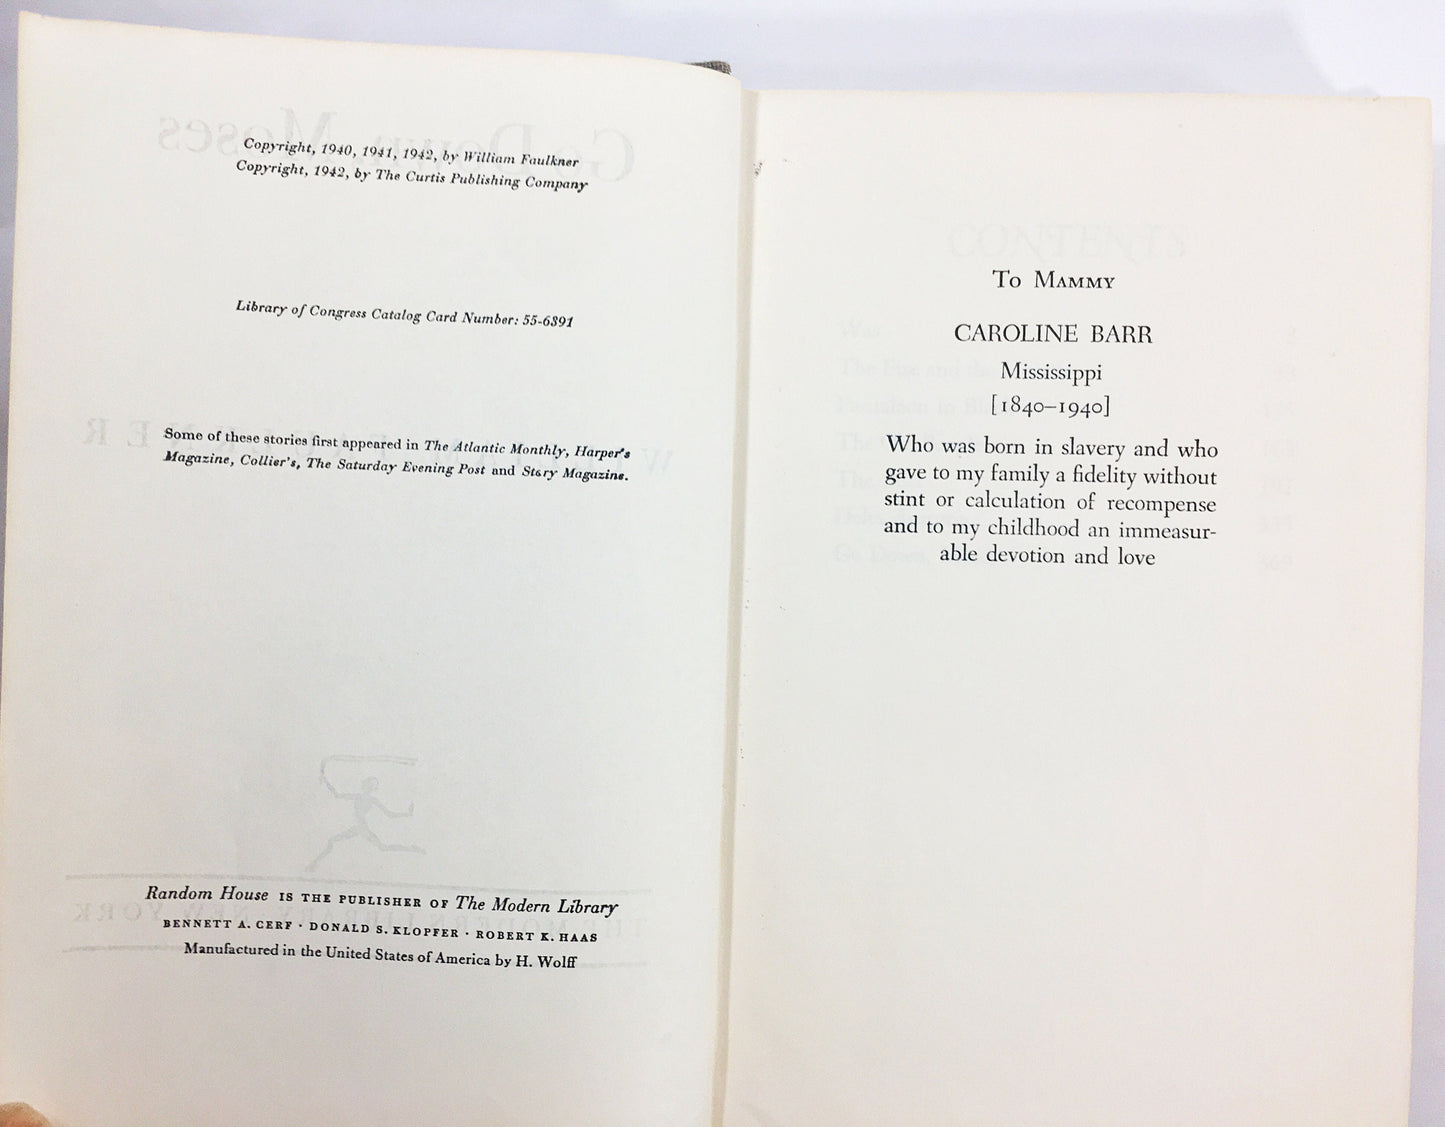 Copyright, 1940, 1941, 1942, by William Faulkner
Copyright, 1942, by The Curtis Publishing Company
Library of Congress Catalog Card Number: 55-6391
Some of these stories first appeared in The Atlantic Monthly, Harper's
Magazine, Collier's, The Saturday Evening Post and Story Magazine.
Random House IS THE PUBLISHER OF The Modern Library
BENNETT A. CERF · DONALD S. KLOPFER · ROBERT K. HAAS
Manufactured in the United States of America by H. Wolff
To Mammy
CAROLINE BARR
Mississippi
[1840–1940]
Who was born in slavery and who
gave to my family a fidelity without
stint or calculation of recompense
and to my childhood an immeasur-
able devotion and love